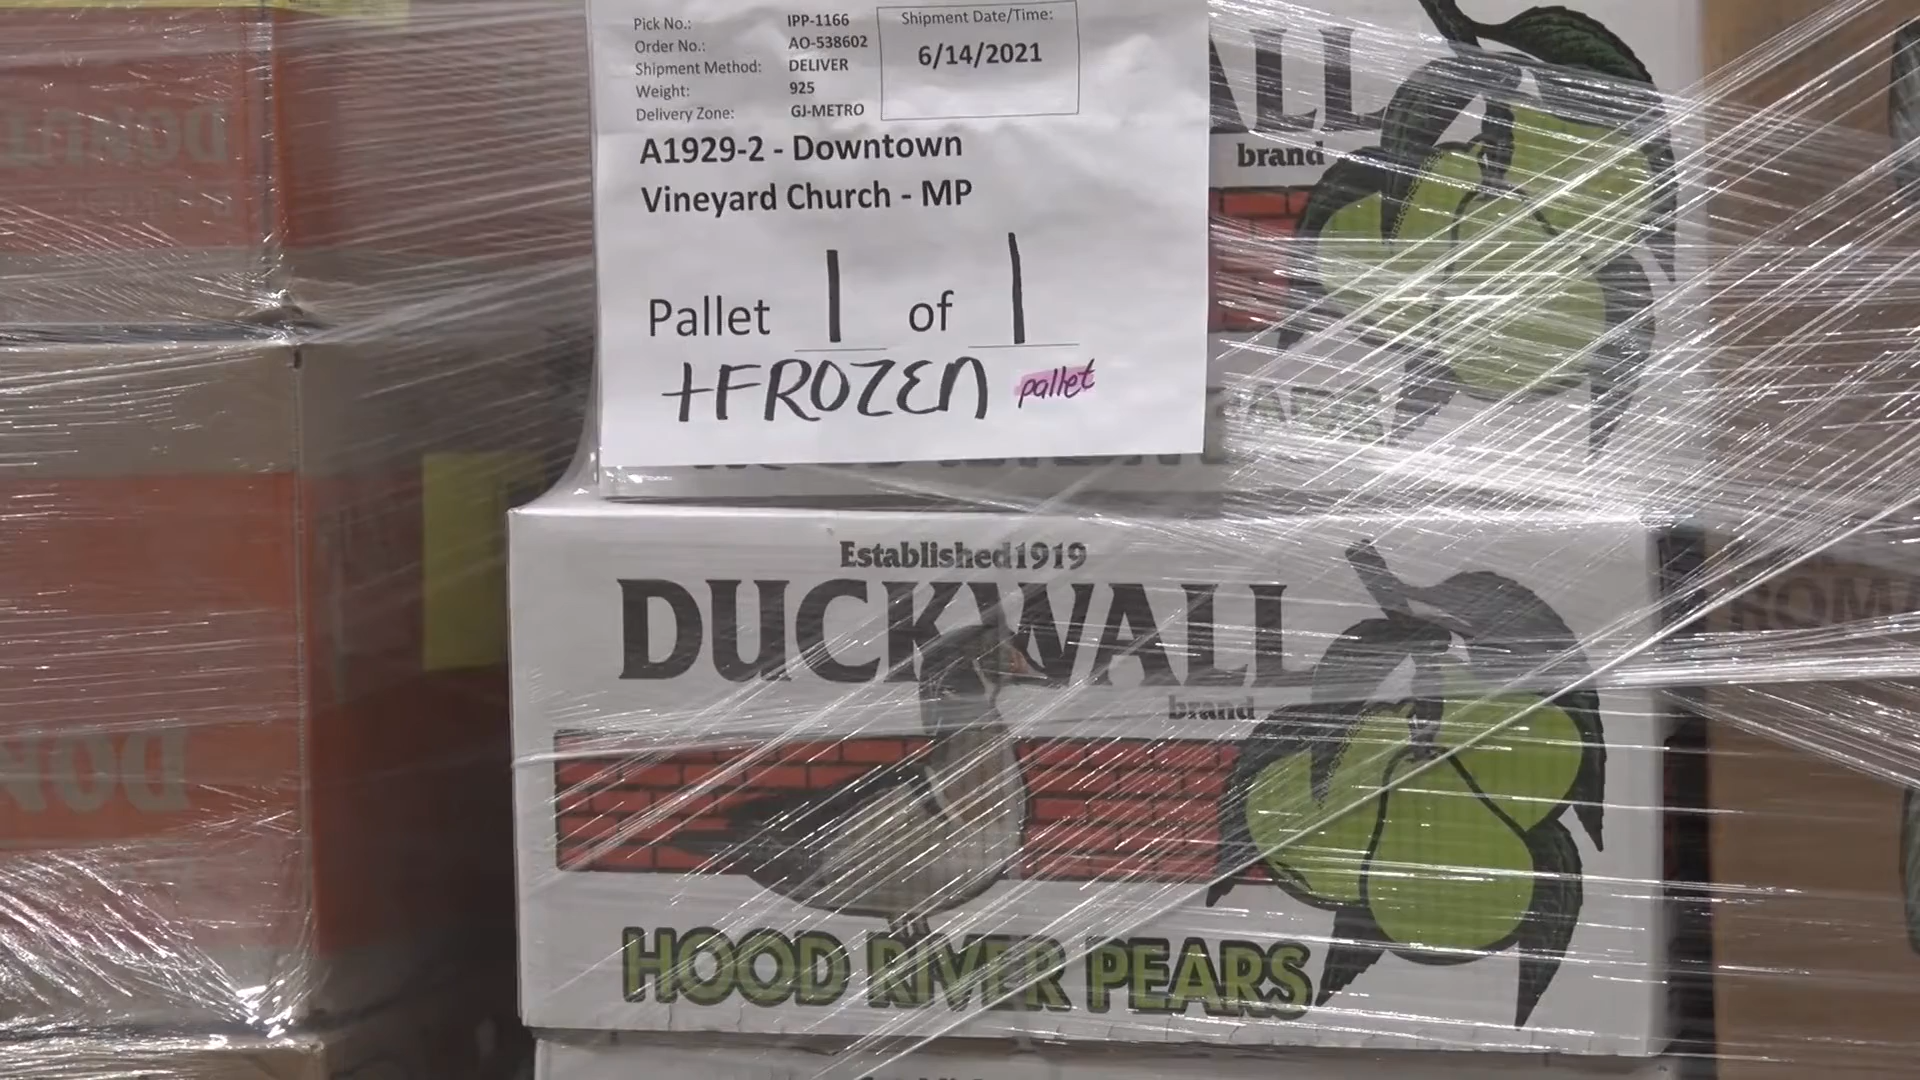 Pick No.: IPP-1166
Order No.: AO-538602
Shipment Method: DELIVER
Weight: 925
Delivery Zone: GJ-METRO
Shipment Date/Time:
6/14/2021
A1929-2 - Downtown
Vineyard Church - MP
Pallet 1 of 1
+FROZEN pallet
brand
Established 1919
DUCKWALL
brand
HOOD RIVER PEARS